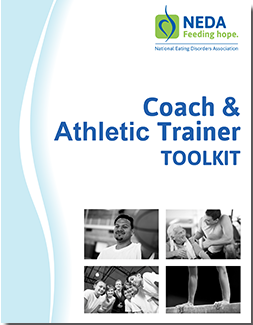 NEDA
Feeding hope.
National Eating Disorders Association
Coach &
Athletic Trainer
TOOLKIT